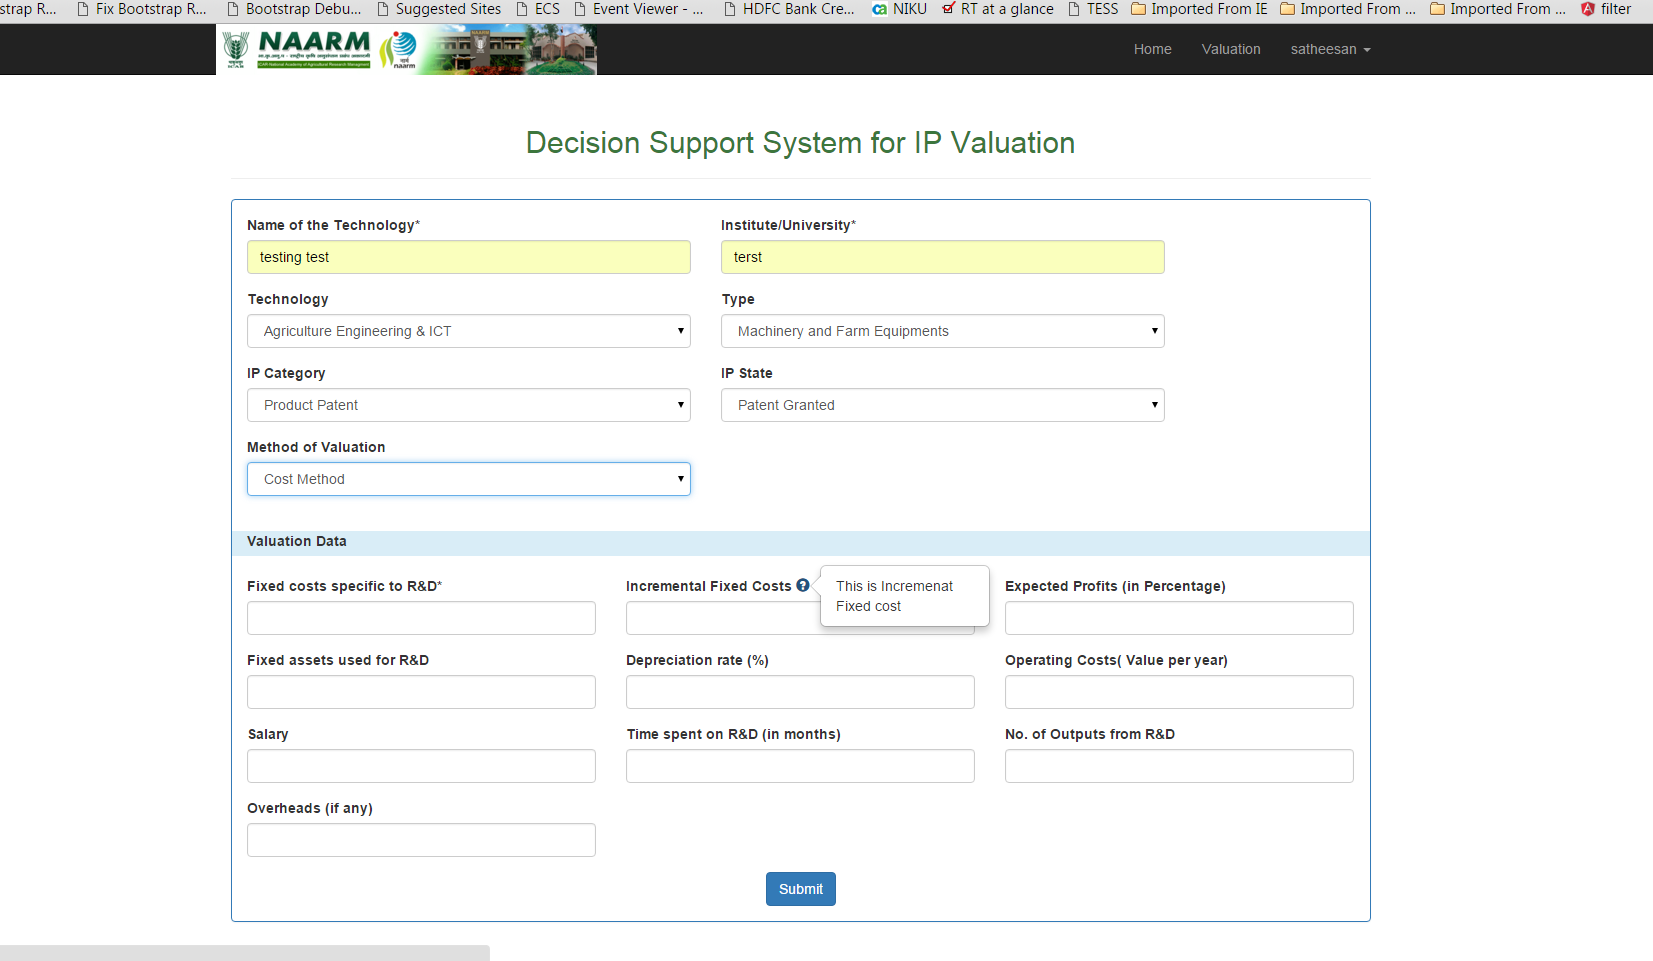 strap R... Fix Bootstrap R... Bootstrap Debu... Suggested Sites ECS Event Viewer - ... HDFC Bank Cre... ca NIKU RT at a glance TESS Imported From IE Imported From ... Imported From ... filter
NAARM
naarm
Home Valuation satheesan
Decision Support System for IP Valuation
Name of the Technology* Institute/University*
testing test terst
Technology Type
Agriculture Engineering & ICT Machinery and Farm Equipments
IP Category IP State
Product Patent Patent Granted
Method of Valuation
Cost Method
Valuation Data
Fixed costs specific to R&D* Incremental Fixed Costs ? This is Incremenat Expected Profits (in Percentage)
Fixed cost
Fixed assets used for R&D Depreciation rate (%) Operating Costs( Value per year)
Salary Time spent on R&D (in months) No. of Outputs from R&D
Overheads (if any)
Submit